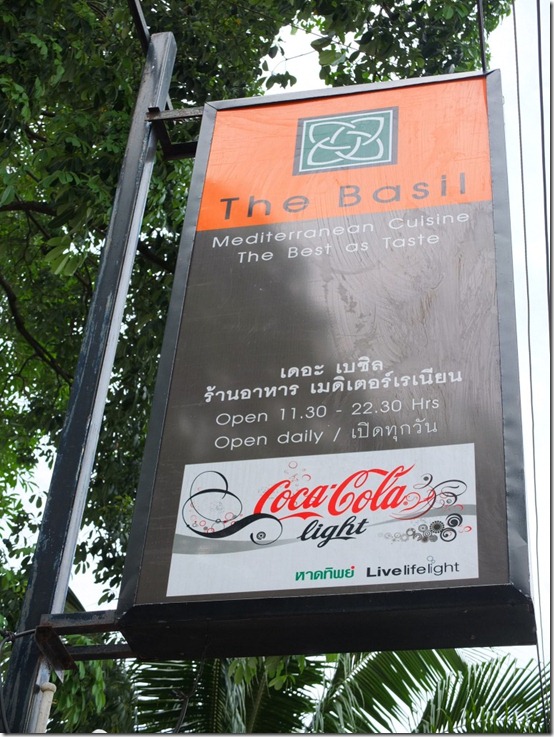 The Basil
Mediterranean Cuisine
The Best as Taste
เดอะ เบซิล
ร้านอาหาร เมดิเตอร์เรเนียน
Open 11.30 - 22.30 Hrs
Open daily / เปิดทุกวัน
Coca-Cola
light
หาดทิพย์ Livelifelight